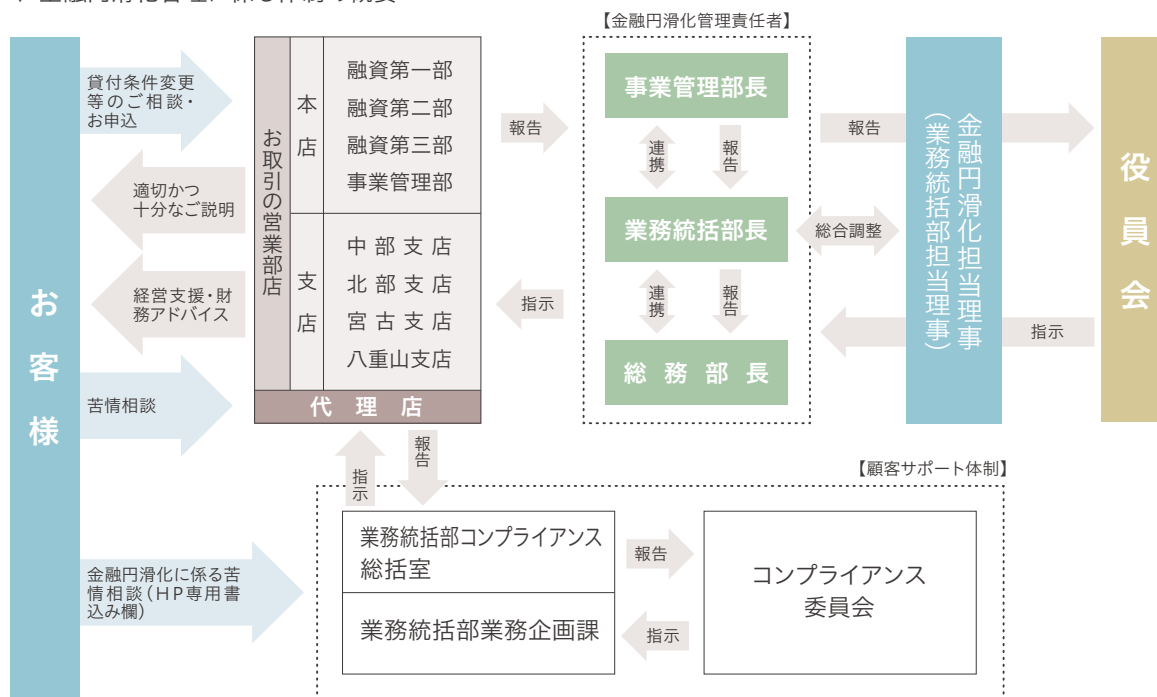 【金融円滑化管理責任者】
お客様
貸付条件変更
等のご相談・
お申込
適切かつ
十分なご説明
経営支援・財
務アドバイス
苦情相談
金融円滑化に係る苦
情相談(HP専用書
込み欄)
お取引の営業部店
本店
融資第一部
融資第二部
融資第三部
事業管理部
支店
中部支店
北部支店
宮古支店
八重山支店
代理店
報告
指示
事業管理部長
連携
報告
業務統括部長
連携
報告
総務部長
報告
総合調整
金融円滑化担当理事
(業務統括部担当理事)
指示
役員会
指示
報告
【顧客サポート体制】
業務統括部コンプライアンス
総括室
業務統括部業務企画課
報告
指示
コンプライアンス
委員会